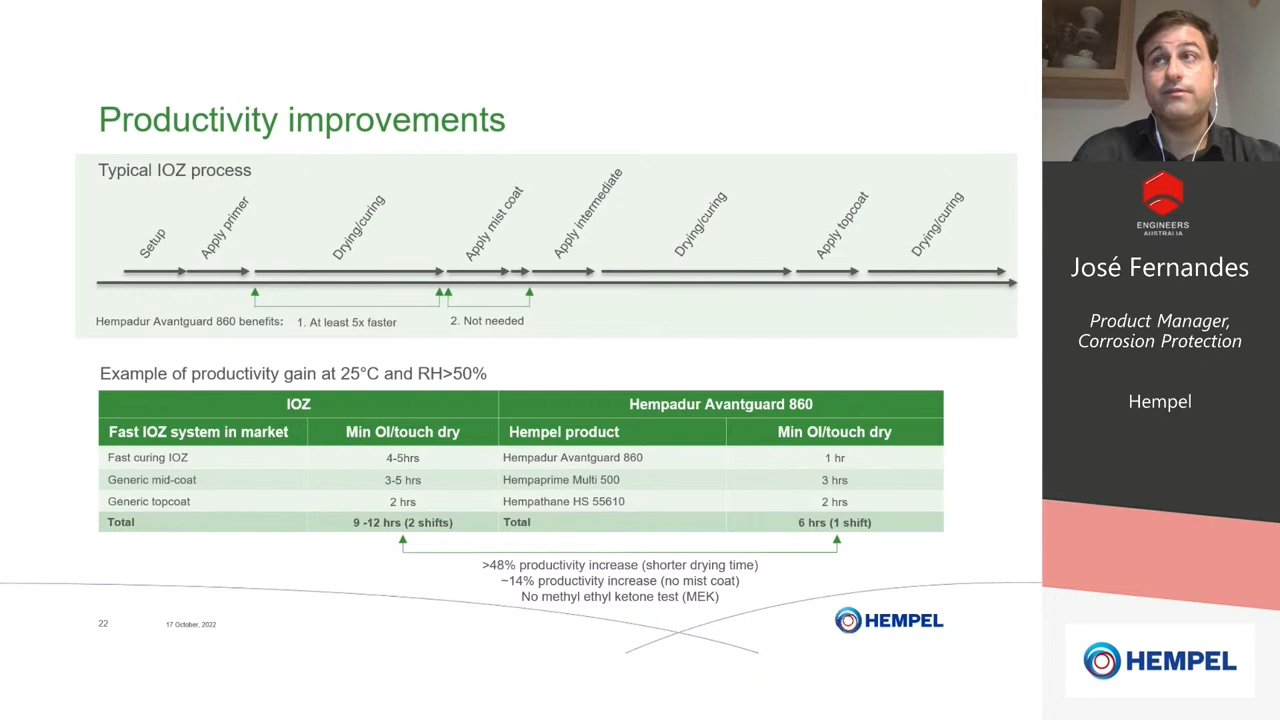 Productivity improvements
Typical IOZ process
Setup
Apply primer
Drying/curing
Apply mist coat
Apply intermediate
Drying/curing
Apply topcoat
Drying/curing
Hempadur Avantguard 860 benefits: 1. At least 5x faster 2. Not needed
Example of productivity gain at 25°C and RH>50%
IOZ Hempadur Avantguard 860
Fast IOZ system in market Min OI/touch dry Hempel product Min OI/touch dry
Fast curing IOZ 4-5hrs Hempadur Avantguard 860 1 hr
Generic mid-coat 3-5 hrs Hempaprime Multi 500 3 hrs
Generic topcoat 2 hrs Hempathane HS 55610 2 hrs
Total 9 -12 hrs (2 shifts) Total 6 hrs (1 shift)
>48% productivity increase (shorter drying time)
~14% productivity increase (no mist coat)
No methyl ethyl ketone test (MEK)
22 17 October, 2022
HEMPEL
ENGINEERS
AUSTRALIA
José Fernandes
Product Manager,
Corrosion Protection
Hempel
HEMPEL